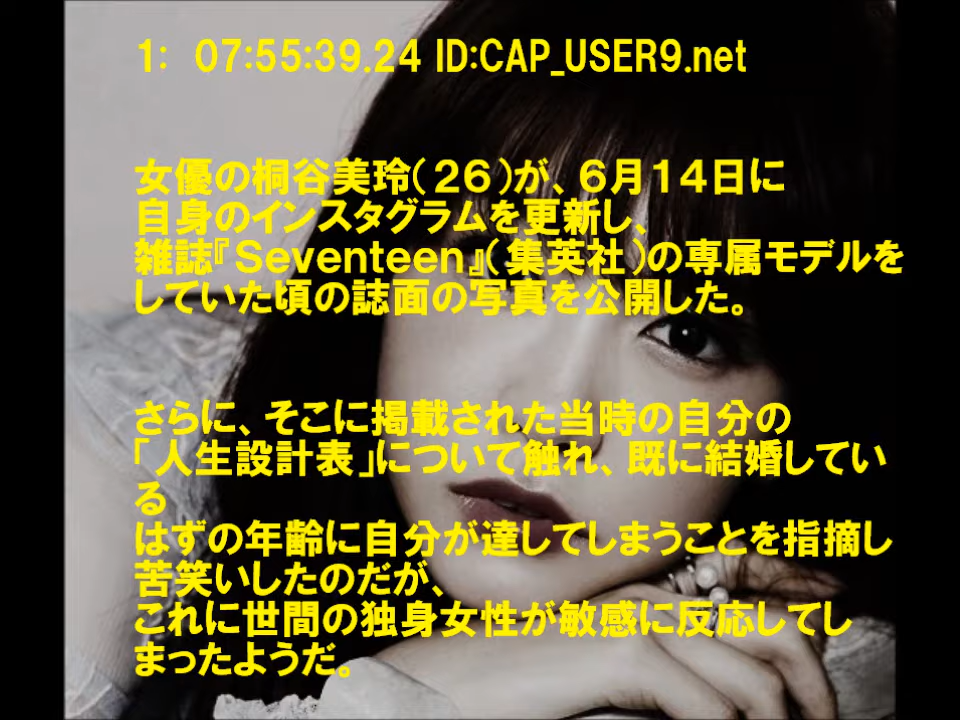 1: 07:55:39.24 ID:CAP_USER9.net
女優の桐谷美玲（２６）が、６月１４日に
自身のインスタグラムを更新し、
雑誌『Ｓｅｖｅｎｔｅｅｎ』（集英社）の専属モデルを
していた頃の誌面の写真を公開した。
さらに、そこに掲載された当時の自分の
「人生設計表」について触れ、既に結婚してい
る
はずの年齢に自分が達してしまうことを指摘し
苦笑いしたのだが、
これに世間の独身女性が敏感に反応してし
まったようだ。